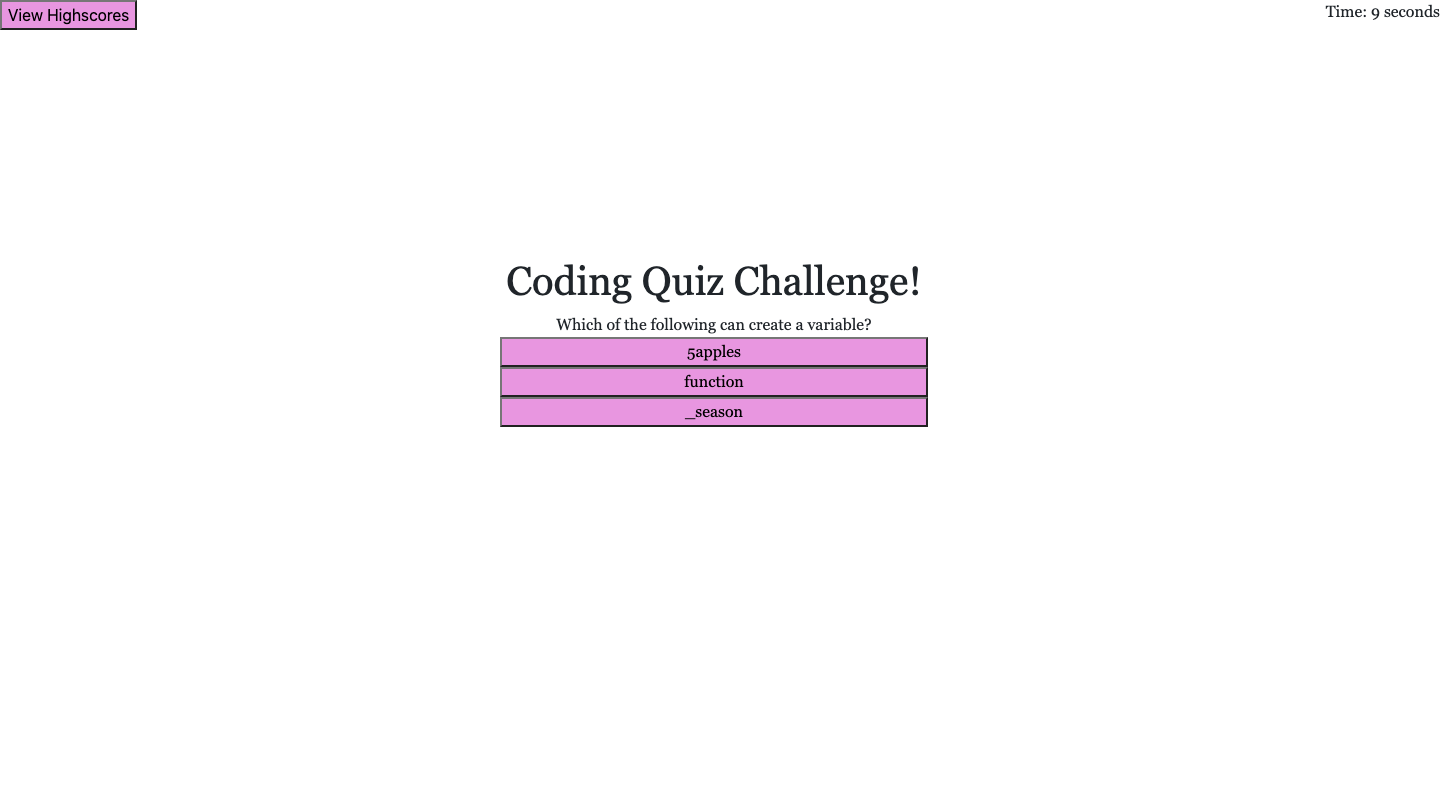 View Highscores
Time: 9 seconds
Coding Quiz Challenge!
Which of the following can create a variable?
5apples
function
_season